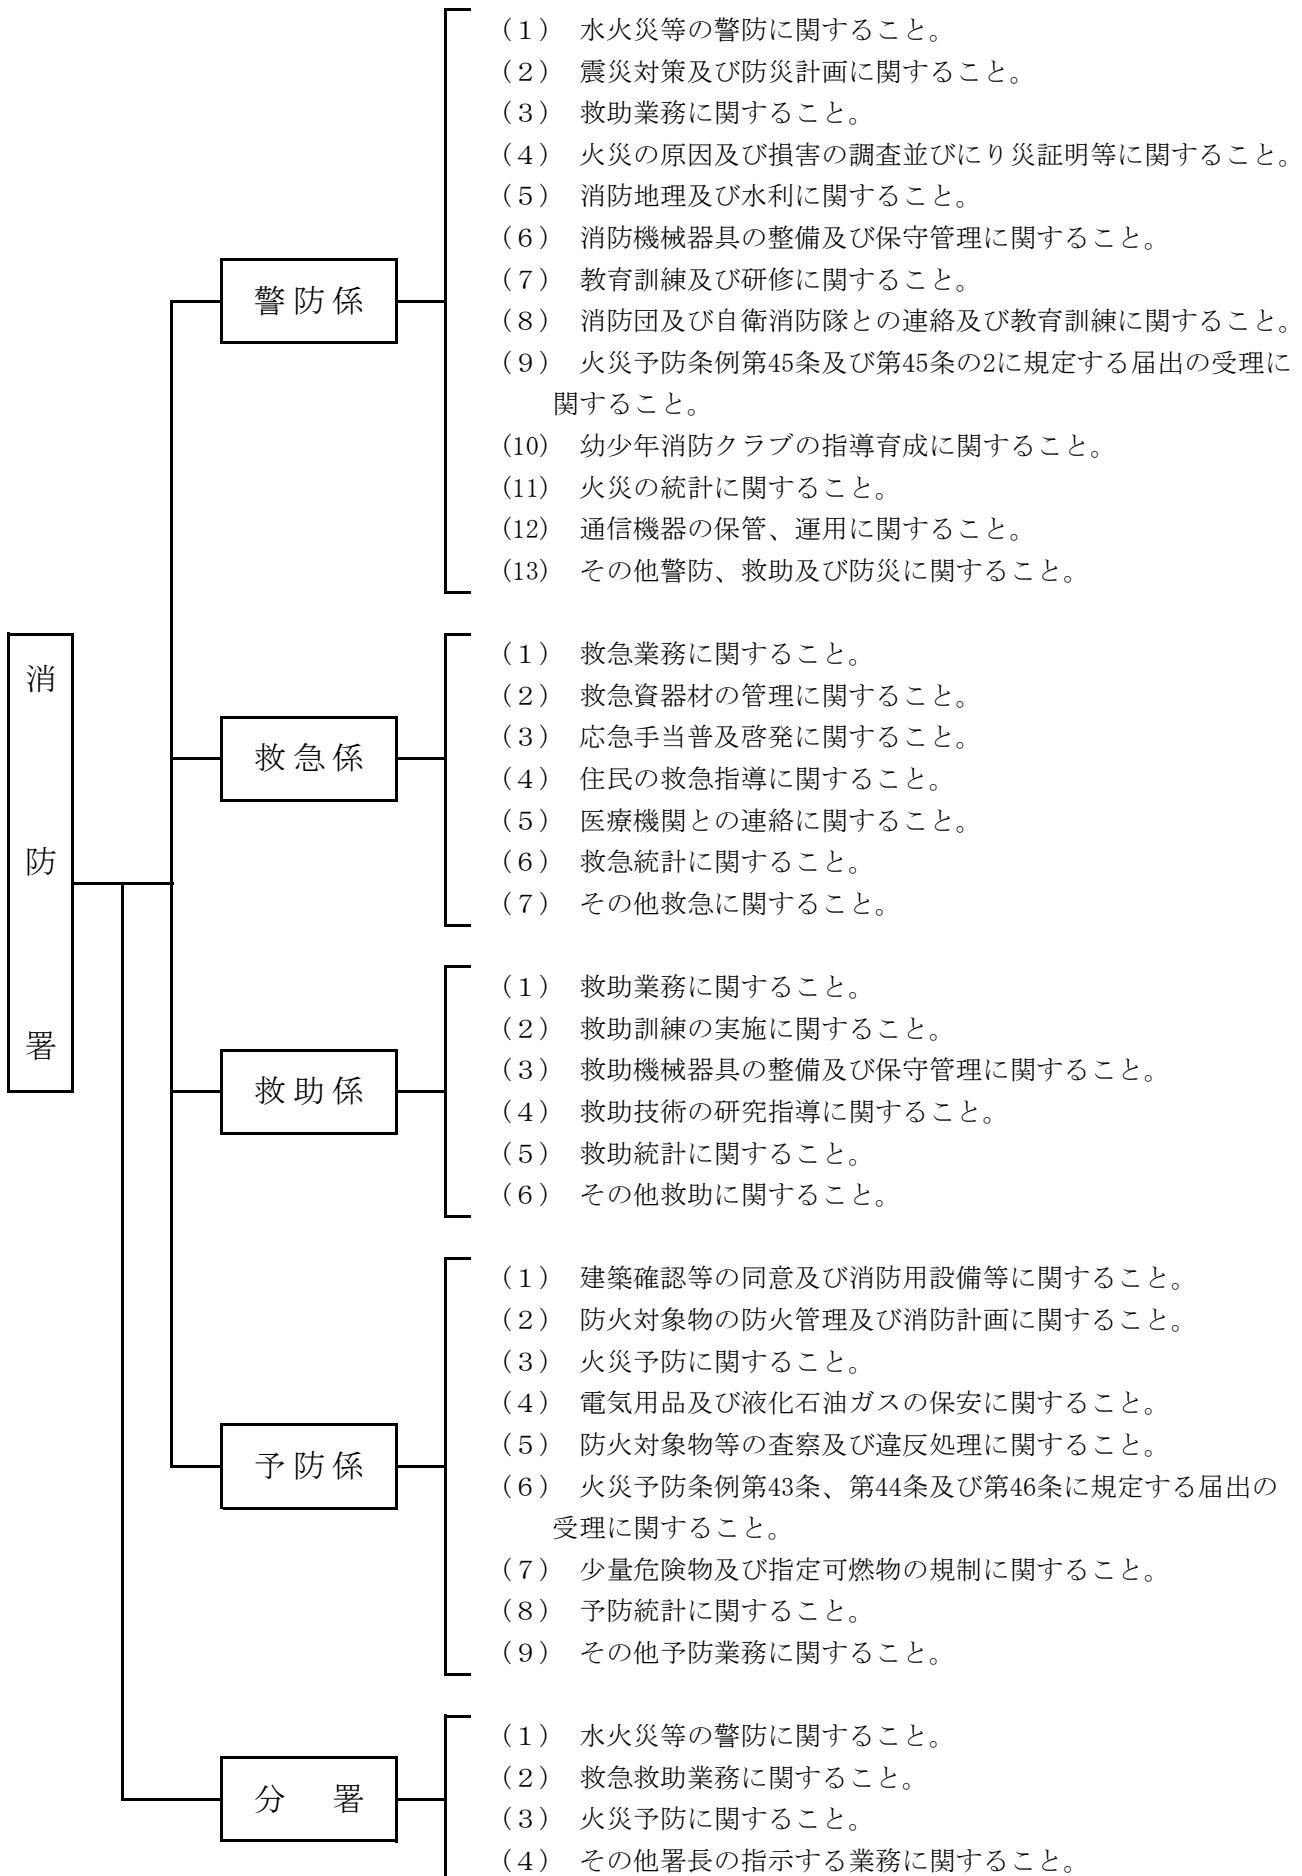 消防署
警防係
（１） 水火災等の警防に関すること。
（２） 震災対策及び防災計画に関すること。
（３） 救助業務に関すること。
（４） 火災の原因及び損害の調査並びにり災証明等に関すること。
（５） 消防地理及び水利に関すること。
（６） 消防機械器具の整備及び保守管理に関すること。
（７） 教育訓練及び研修に関すること。
（８） 消防団及び自衛消防隊との連絡及び教育訓練に関すること。
（９） 火災予防条例第45条及び第45条の2に規定する届出の受理に
関すること。
(10) 幼少年消防クラブの指導育成に関すること。
(11) 火災の統計に関すること。
(12) 通信機器の保管、運用に関すること。
(13) その他警防、救助及び防災に関すること。
救急係
（１） 救急業務に関すること。
（２） 救急資器材の管理に関すること。
（３） 応急手当普及啓発に関すること。
（４） 住民の救急指導に関すること。
（５） 医療機関との連絡に関すること。
（６） 救急統計に関すること。
（７） その他救急に関すること。
救助係
（１） 救助業務に関すること。
（２） 救助訓練の実施に関すること。
（３） 救助機械器具の整備及び保守管理に関すること。
（４） 救助技術の研究指導に関すること。
（５） 救助統計に関すること。
（６） その他救助に関すること。
予防係
（１） 建築確認等の同意及び消防用設備等に関すること。
（２） 防火対象物の防火管理及び消防計画に関すること。
（３） 火災予防に関すること。
（４） 電気用品及び液化石油ガスの保安に関すること。
（５） 防火対象物等の査察及び違反処理に関すること。
（６） 火災予防条例第43条、第44条及び第46条に規定する届出の
受理に関すること。
（７） 少量危険物及び指定可燃物の規制に関すること。
（８） 予防統計に関すること。
（９） その他予防業務に関すること。
分　署
（１） 水火災等の警防に関すること。
（２） 救急救助業務に関すること。
（３） 火災予防に関すること。
（４） その他署長の指示する業務に関すること。